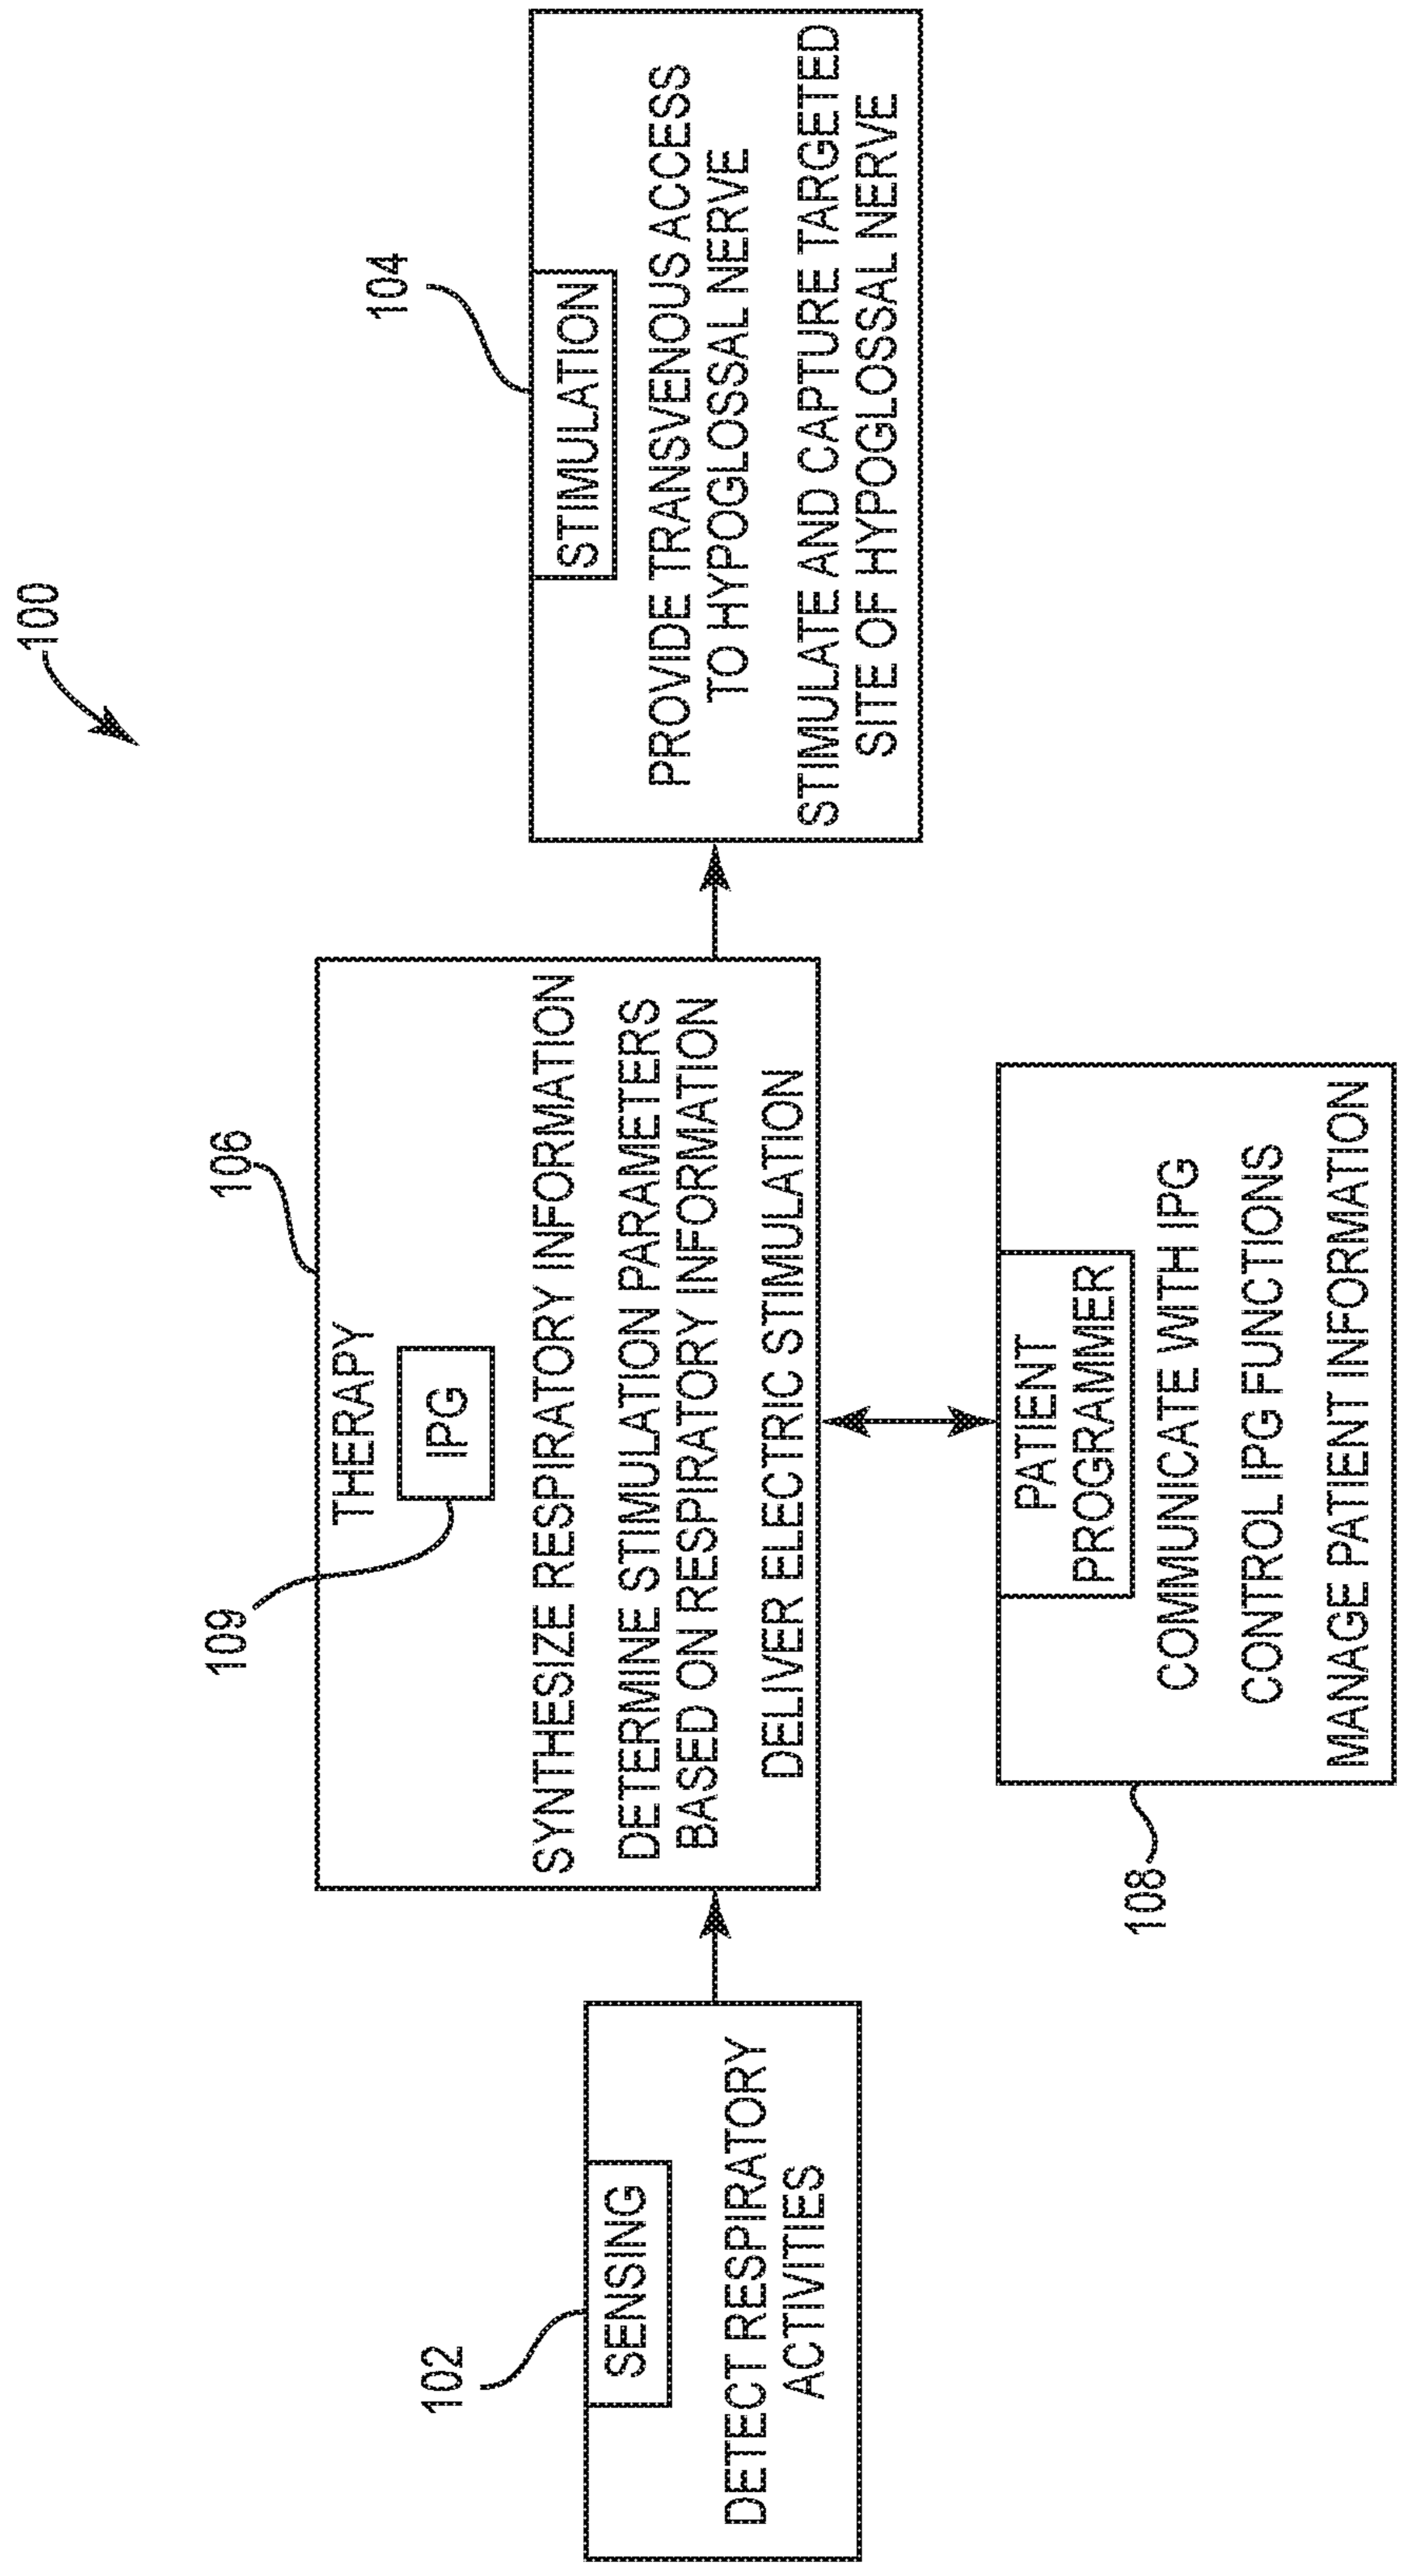 100
102
SENSING
DETECT RESPIRATORY
ACTIVITIES
106
109
THERAPY
IPG
SYNTHESIZE RESPIRATORY INFORMATION
DETERMINE STIMULATION PARAMETERS
BASED ON RESPIRATORY INFORMATION
DELIVER ELECTRIC STIMULATION
104
STIMULATION
PROVIDE TRANSVENOUS ACCESS
TO HYPOGLOSSAL NERVE
STIMULATE AND CAPTURE TARGETED
SITE OF HYPOGLOSSAL NERVE
108
PATIENT
PROGRAMMER
COMMUNICATE WITH IPG
CONTROL IPG FUNCTIONS
MANAGE PATIENT INFORMATION